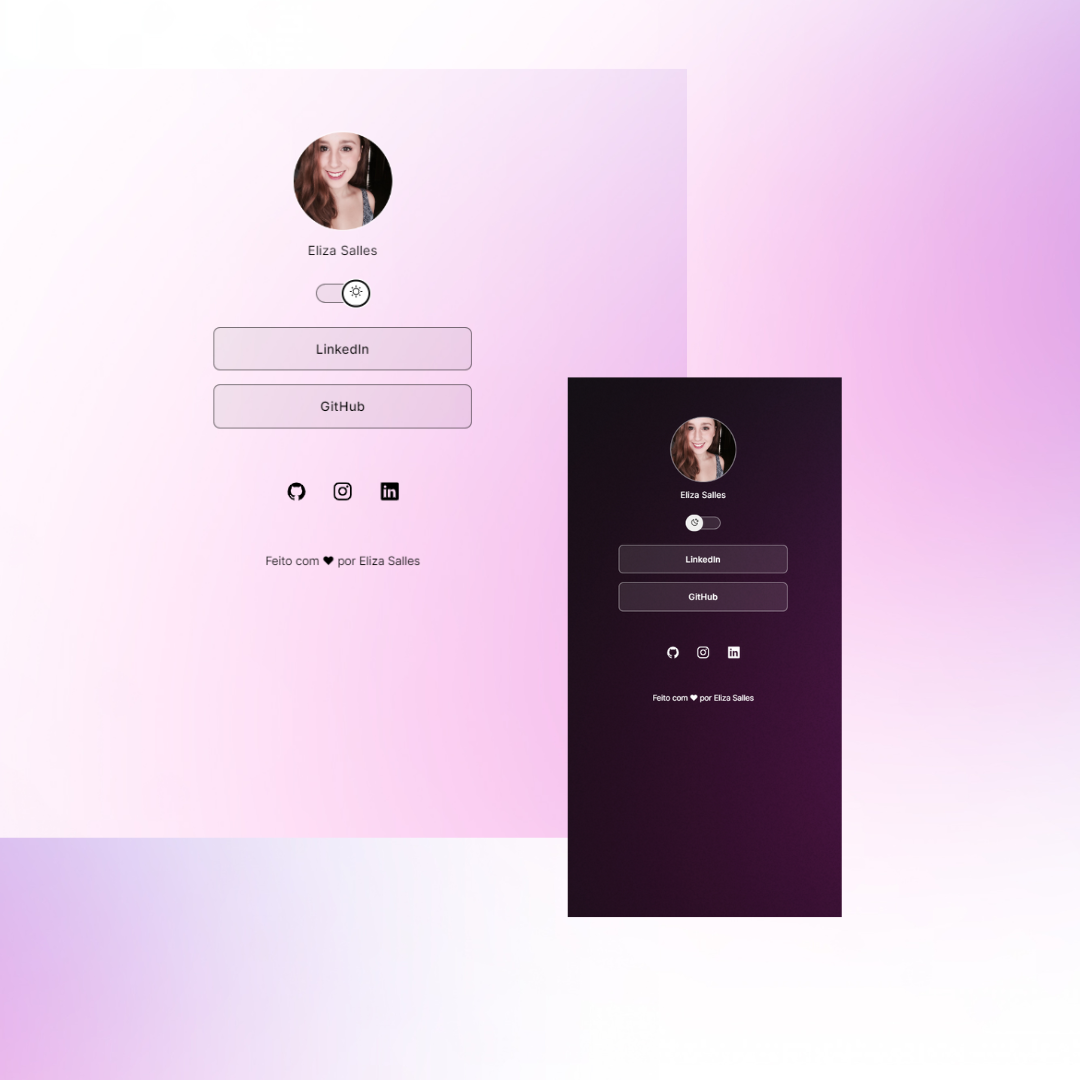 Eliza Salles
LinkedIn
GitHub
Feito com ♥ por Eliza Salles
Eliza Salles
LinkedIn
GitHub
Feito com ♥ por Eliza Salles